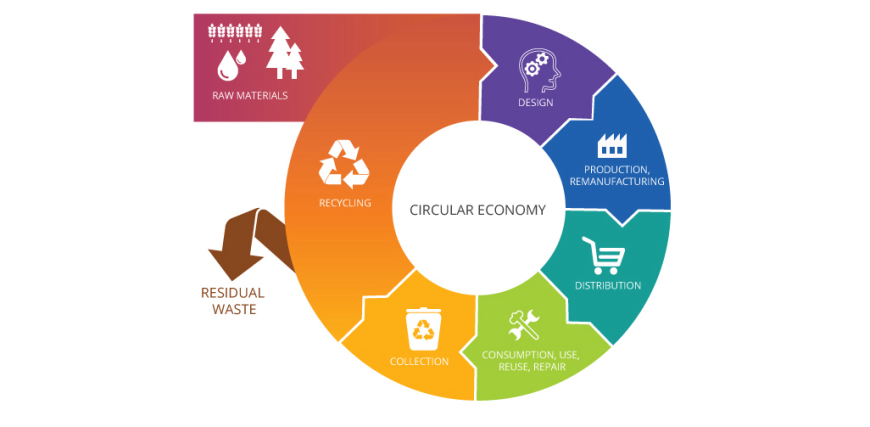 RAW MATERIALS
DESIGN
PRODUCTION,
REMANUFACTURING
RECYCLING
CIRCULAR ECONOMY
DISTRIBUTION
RESIDUAL
WASTE
CONSUMPTION, USE,
REUSE, REPAIR
COLLECTION